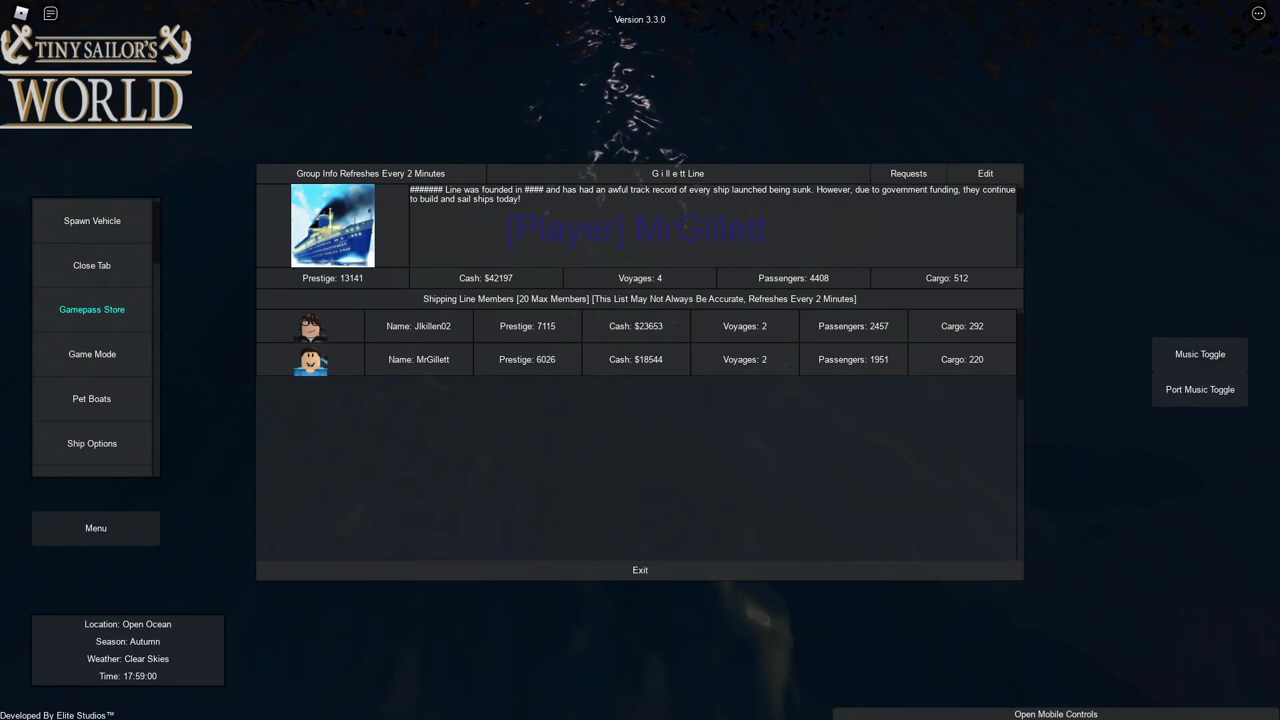 Version 3.3.0
TINY SAILOR'S
WORLD
Group Info Refreshes Every 2 Minutes
G i ll e tt Line
Requests
Edit
####### Line was founded in #### and has had an awful track record of every ship launched being sunk. However, due to government funding, they continue
to build and sail ships today!
[Player] MrGillett
Prestige: 13141
Cash: $42197
Voyages: 4
Passengers: 4408
Cargo: 512
Shipping Line Members [20 Max Members] [This List May Not Always Be Accurate, Refreshes Every 2 Minutes]
Name: JIkillen02
Prestige: 7115
Cash: $23653
Voyages: 2
Passengers: 2457
Cargo: 292
Name: MrGillett
Prestige: 6026
Cash: $18544
Voyages: 2
Passengers: 1951
Cargo: 220
Exit
Spawn Vehicle
Close Tab
Gamepass Store
Game Mode
Pet Boats
Ship Options
Menu
Music Toggle
Port Music Toggle
Location: Open Ocean
Season: Autumn
Weather: Clear Skies
Time: 17:59:00
Developed By Elite Studios™
Open Mobile Controls